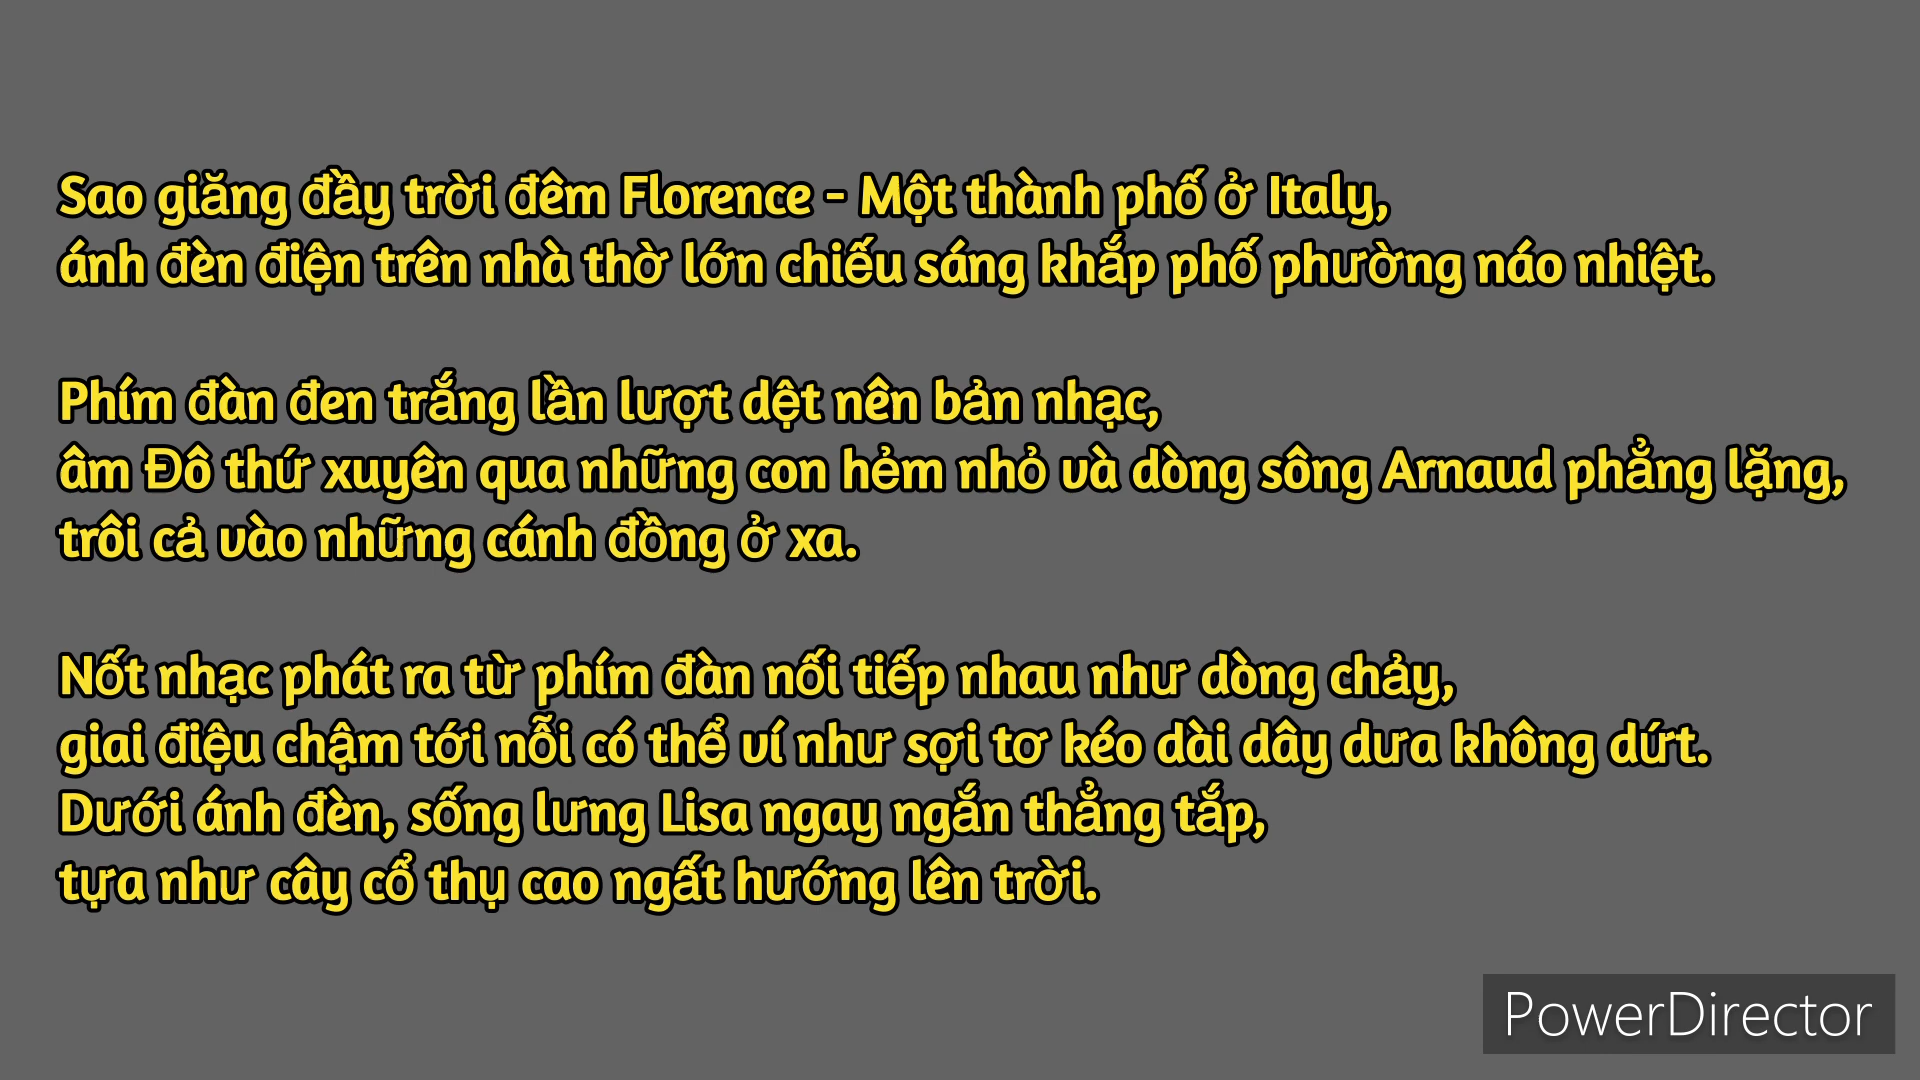 Sao giăng đầy trời đêm Florence - Một thành phố ở Italy,
ánh đèn điện trên nhà thờ lớn chiếu sáng khắp phố phường náo nhiệt.
Phím đàn đen trắng lần lượt dệt nên bản nhạc,
âm Đô thứ xuyên qua những con hẻm nhỏ và dòng sông Arnaud phẳng lặng,
trôi cả vào những cánh đồng ở xa.
Nốt nhạc phát ra từ phím đàn nối tiếp nhau như dòng chảy,
giai điệu chậm tới nỗi có thể ví như sợi tơ kéo dài dây dưa không dứt.
Dưới ánh đèn, sống lưng Lisa ngay ngắn thẳng tắp,
tựa như cây cổ thụ cao ngất hướng lên trời.
PowerDirector